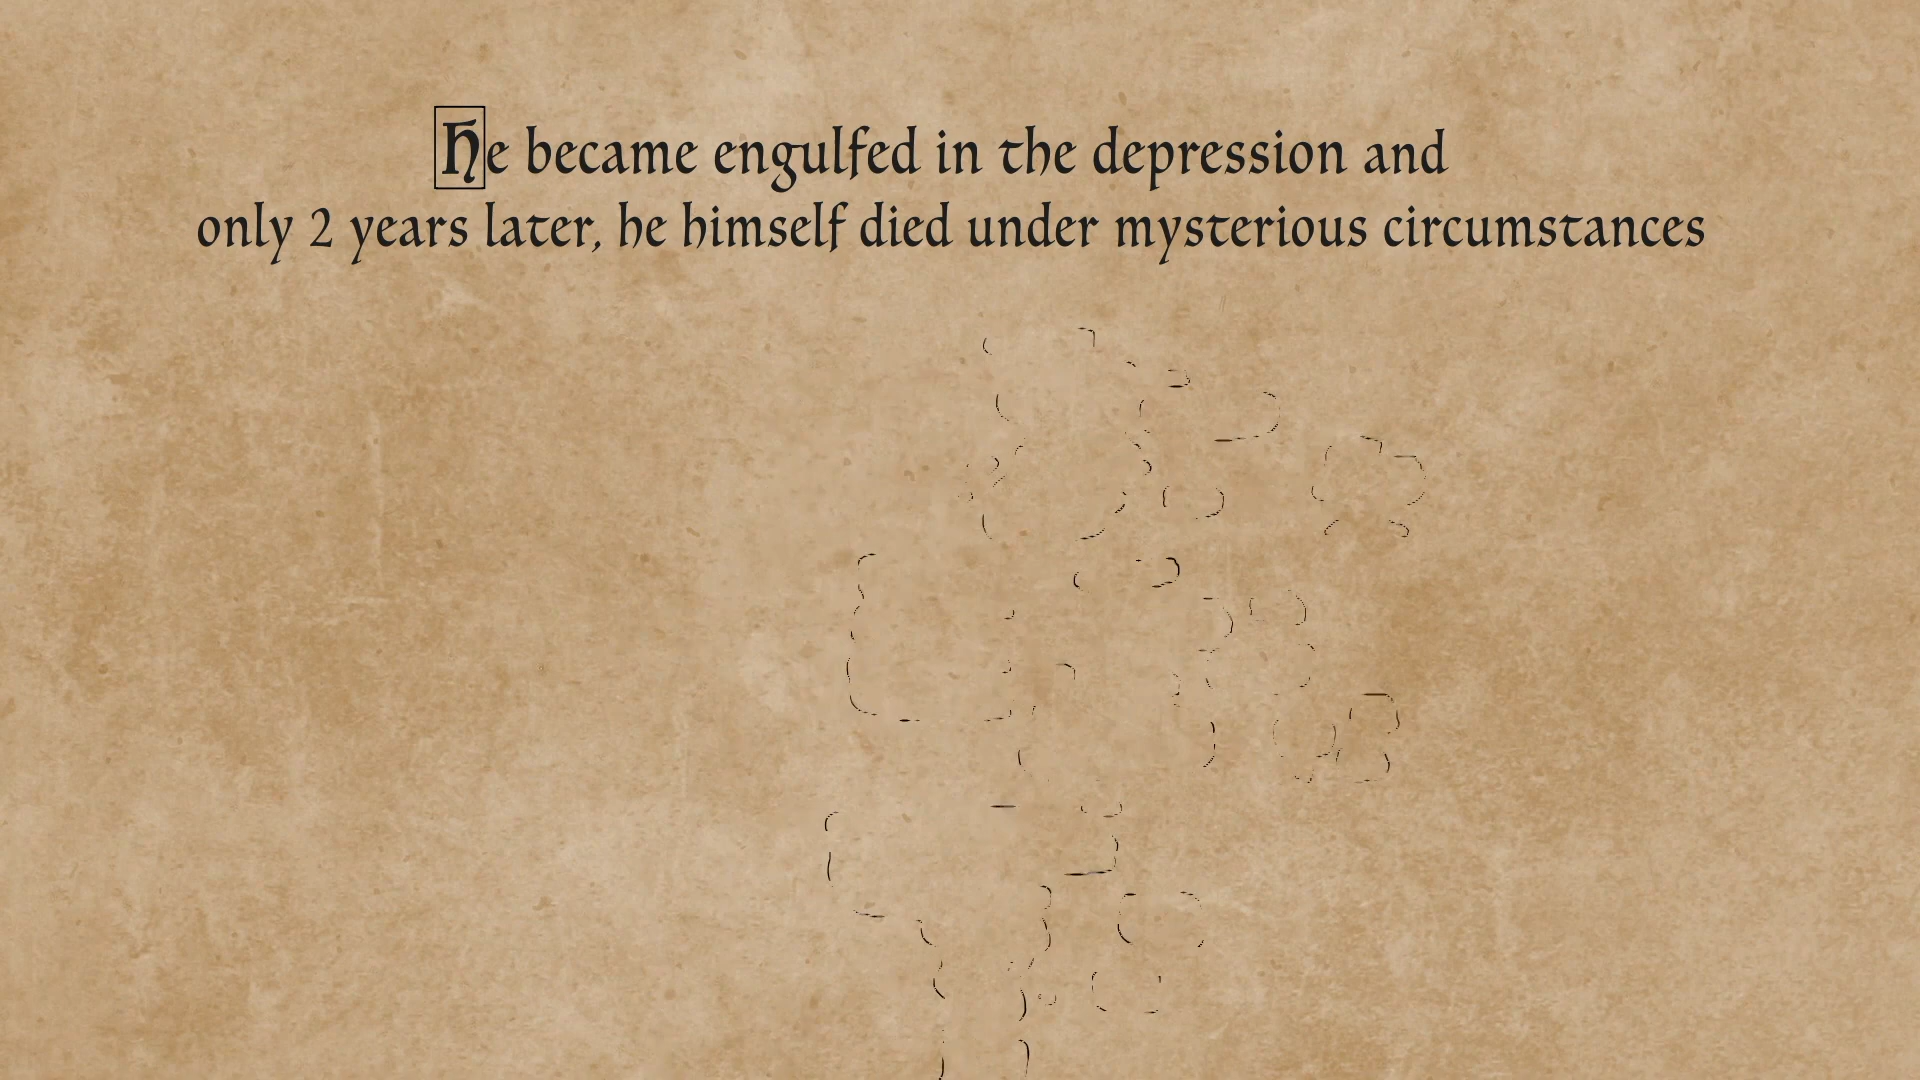 He became engulfed in the depression and
only 2 years later, he himself died under mysterious circumstances